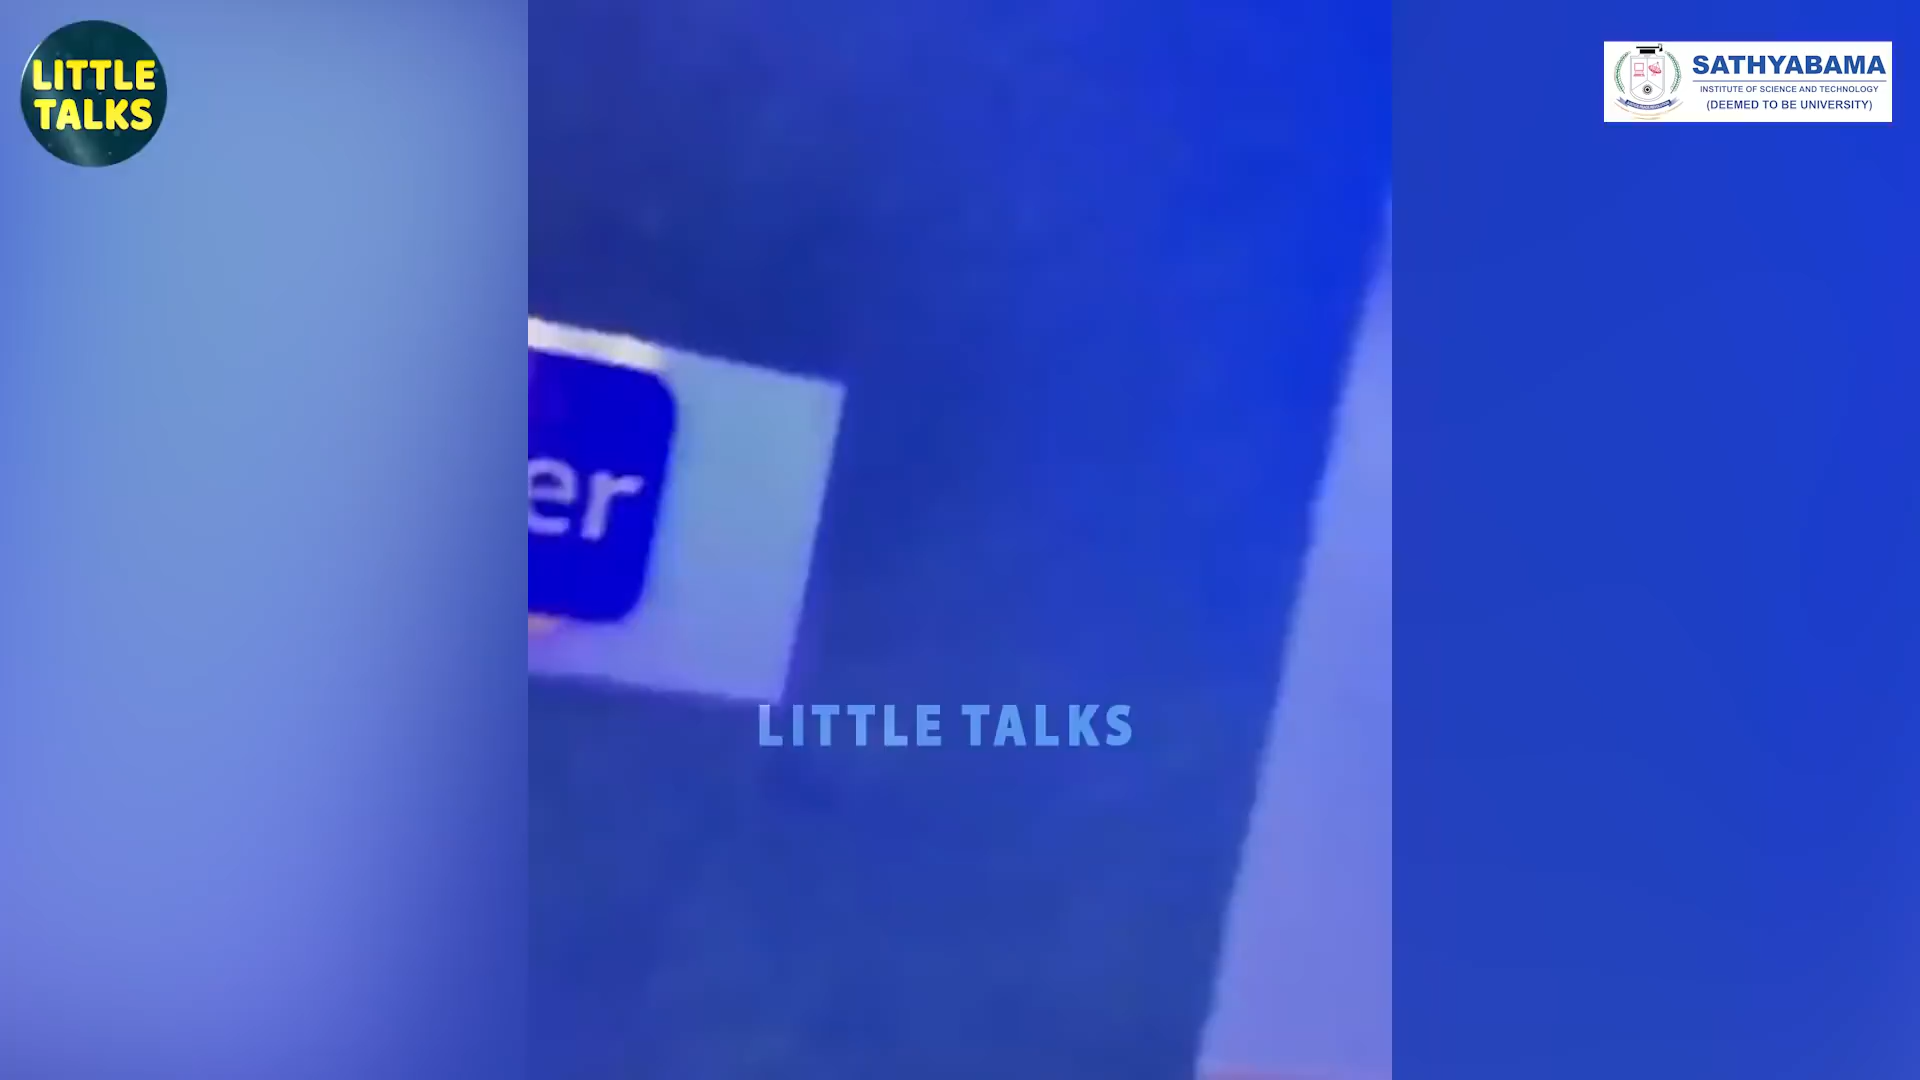 LITTLE
TALKS
SATHYABAMA
INSTITUTE OF SCIENCE AND TECHNOLOGY
(DEEMED TO BE UNIVERSITY)
er
LITTLE TALKS